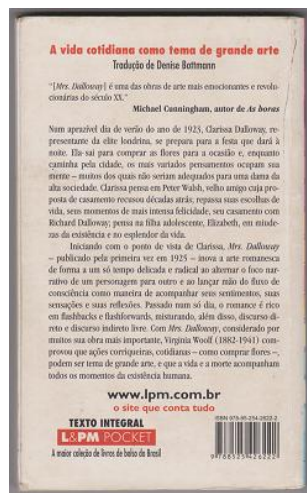 A vida cotidiana como tema de grande arte
Tradução de Denise Bottmann
"[Mrs. Dalloway] é uma das obras de arte mais emocionantes e revolu-
cionárias do século XX."
Michael Cunningham, autor de As horas
Num aprazível dia de verão do ano de 1923, Clarissa Dalloway, re-
presentante da elite londrina, se prepara para a festa que dará à
noite. Ela sai para comprar as flores para a ocasião e, enquanto
caminha pela cidade, os mais variados pensamentos ocupam sua
mente – muitos dos quais não seriam adequados para uma dama da
alta sociedade. Clarissa pensa em Peter Walsh, velho amigo cuja pro-
posta de casamento recusou décadas atrás; repassa suas escolhas de
vida, seus momentos de mais intensa felicidade, seu casamento com
Richard Dalloway; pensa na filha adolescente, Elizabeth, em miude-
zas da existência e no esplendor da vida.
Iniciando com o ponto de vista de Clarissa, Mrs. Dalloway
– publicado pela primeira vez em 1925 – inova a arte romanesca
de forma a um só tempo delicada e radical ao alternar o foco nar-
rativo de um personagem para outro e ao lançar mão do fluxo de
consciência como maneira de acompanhar seus sentimentos, suas
sensações e suas reflexões. Passado num só dia, o romance é rico
em flashbacks e flashforwards, misturando, além disso, discurso di-
reto e discurso indireto livre. Com Mrs. Dalloway, considerado por
muitos sua obra mais importante, Virginia Woolf (1882-1941) com-
provou que ações corriqueiras, cotidianas – como comprar flores –,
podem ser tema de grande arte, e que a vida e a morte acompanham
todos os momentos da existência humana.
www.lpm.com.br
o site que conta tudo
TEXTO INTEGRAL
L&PM POCKET
A maior coleção de livros de bolso do Brasil
ISBN 978-85-254-2622-2
9 788525 426222